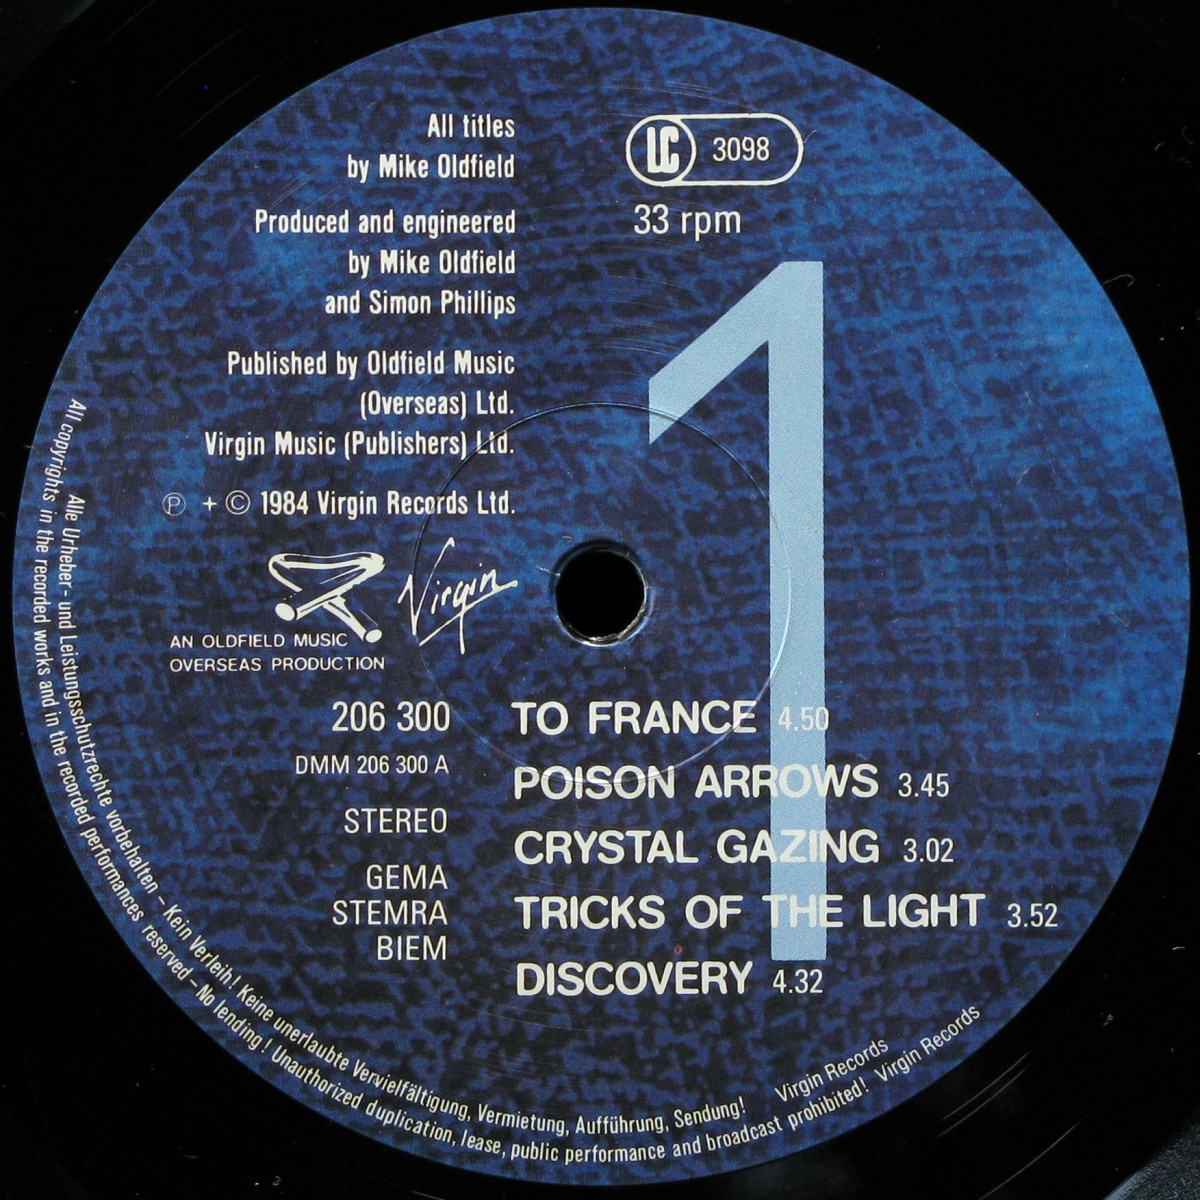 All titles
by Mike Oldfield
Produced and engineered
by Mike Oldfield
and Simon Phillips
Published by Oldfield Music
(Overseas) Ltd.
Virgin Music (Publishers) Ltd.
℗ + © 1984 Virgin Records Ltd.
LC 3098
33 rpm
1
AN OLDFIELD MUSIC
OVERSEAS PRODUCTION
Virgin
206 300
DMM 206 300 A
STEREO
GEMA
STEMRA
BIEM
TO FRANCE 4.50
POISON ARROWS 3.45
CRYSTAL GAZING 3.02
TRICKS OF THE LIGHT 3.52
DISCOVERY 4.32
Alle Urheber- und Leistungsschutzrechte vorbehalten – Kein Verleih! Keine unerlaubte Vervielfältigung, Vermietung, Aufführung, Sendung! Virgin Records
All copyrights in the recorded works and in the recorded performances reserved – No lending! Unauthorized duplication, lease, public performance and broadcast prohibited! Virgin Records